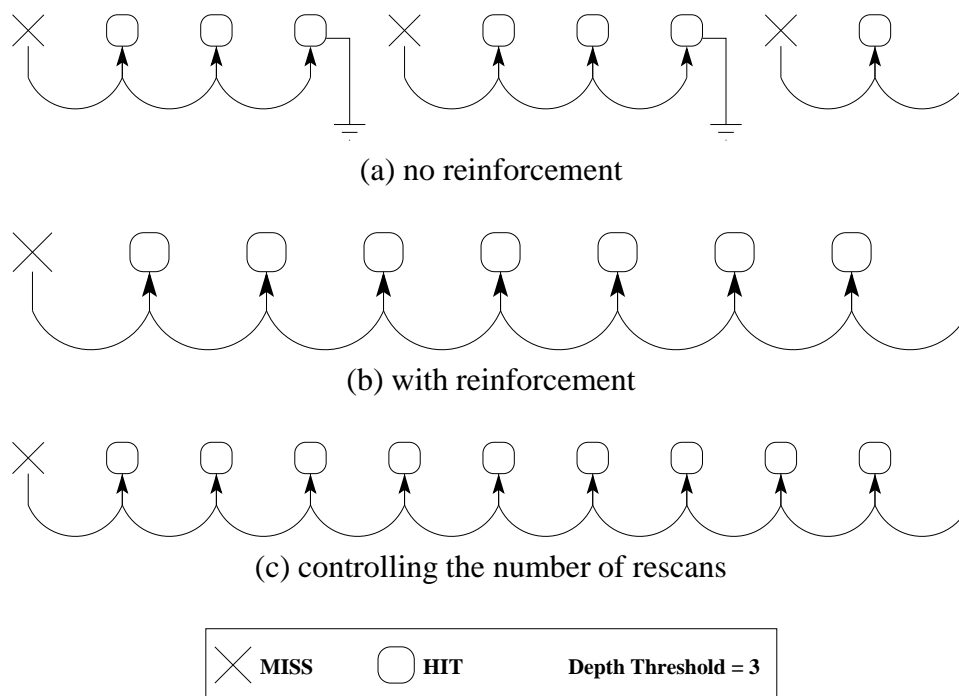 (a) no reinforcement
(b) with reinforcement
(c) controlling the number of rescans
MISS HIT Depth Threshold = 3